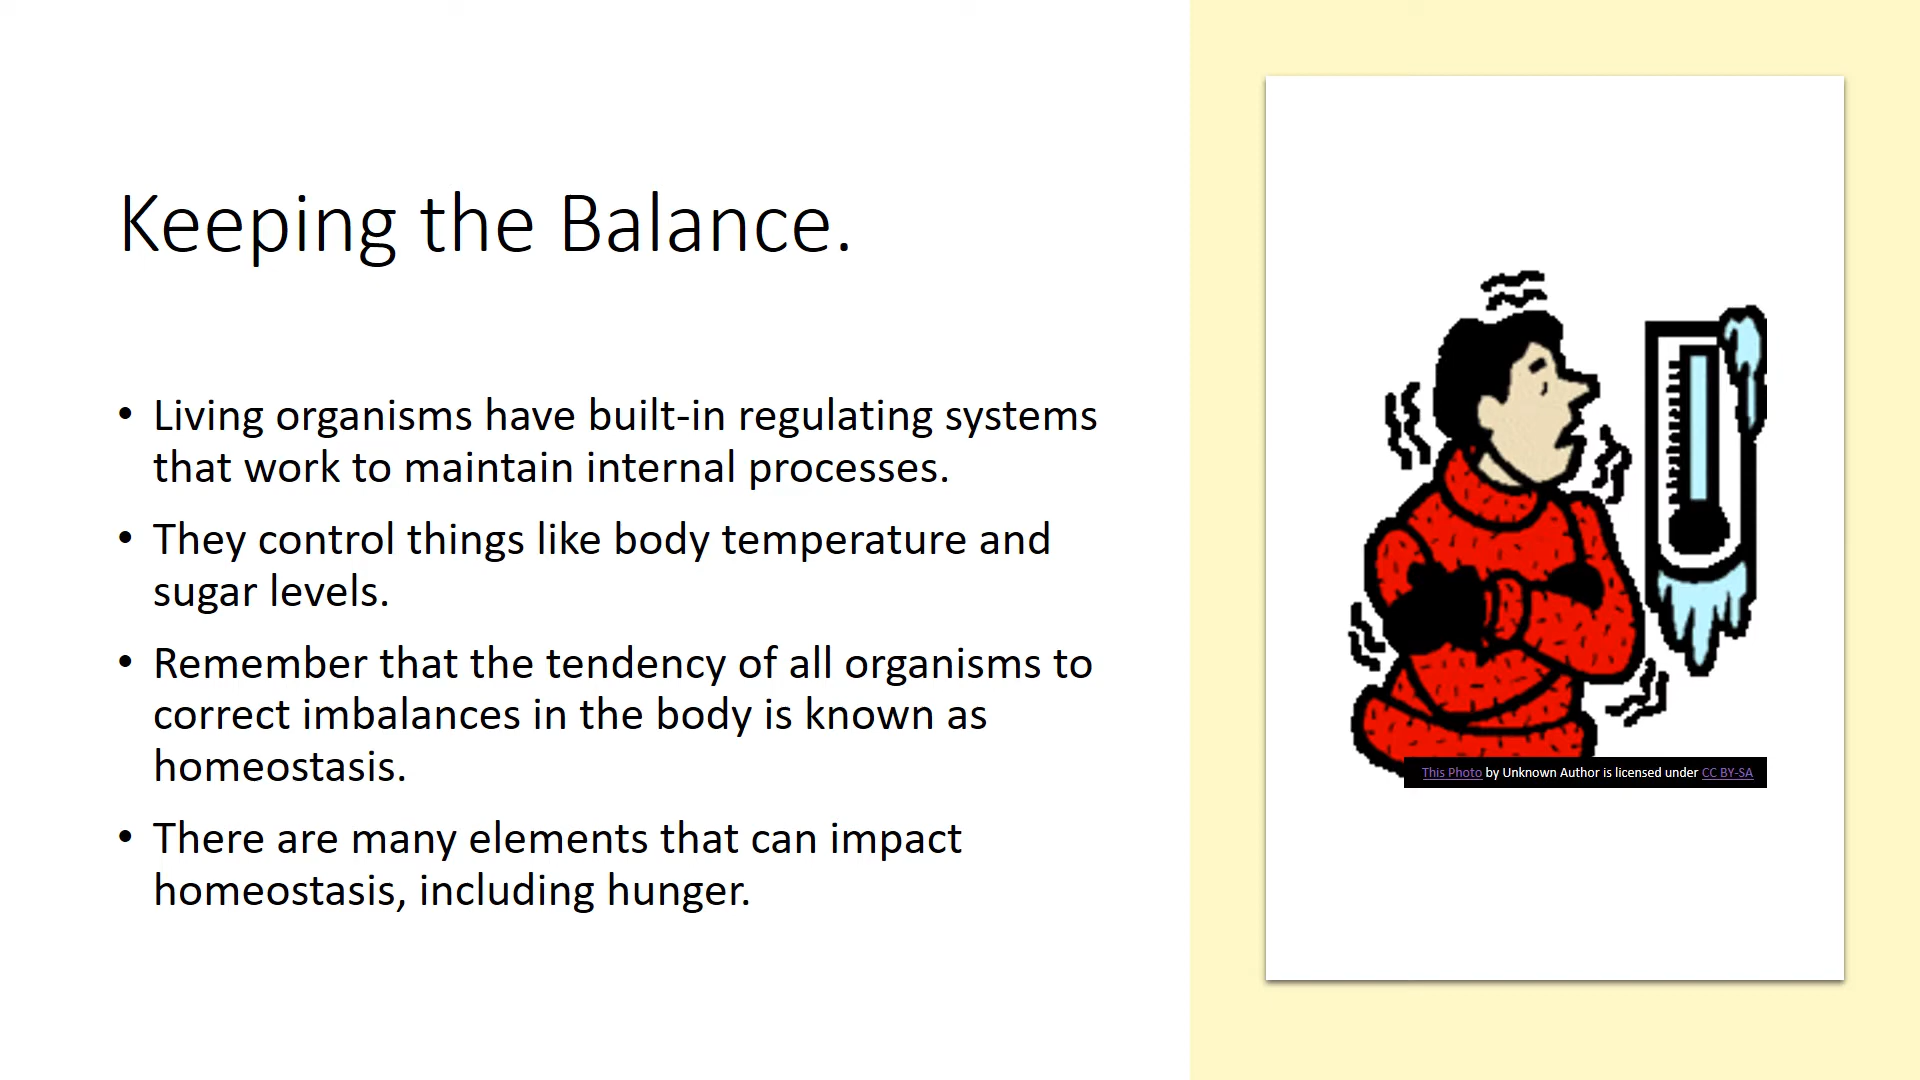 Keeping the Balance.
• Living organisms have built-in regulating systems
that work to maintain internal processes.
• They control things like body temperature and
sugar levels.
• Remember that the tendency of all organisms to
correct imbalances in the body is known as
homeostasis.
• There are many elements that can impact
homeostasis, including hunger.
This Photo by Unknown Author is licensed under CC BY-SA